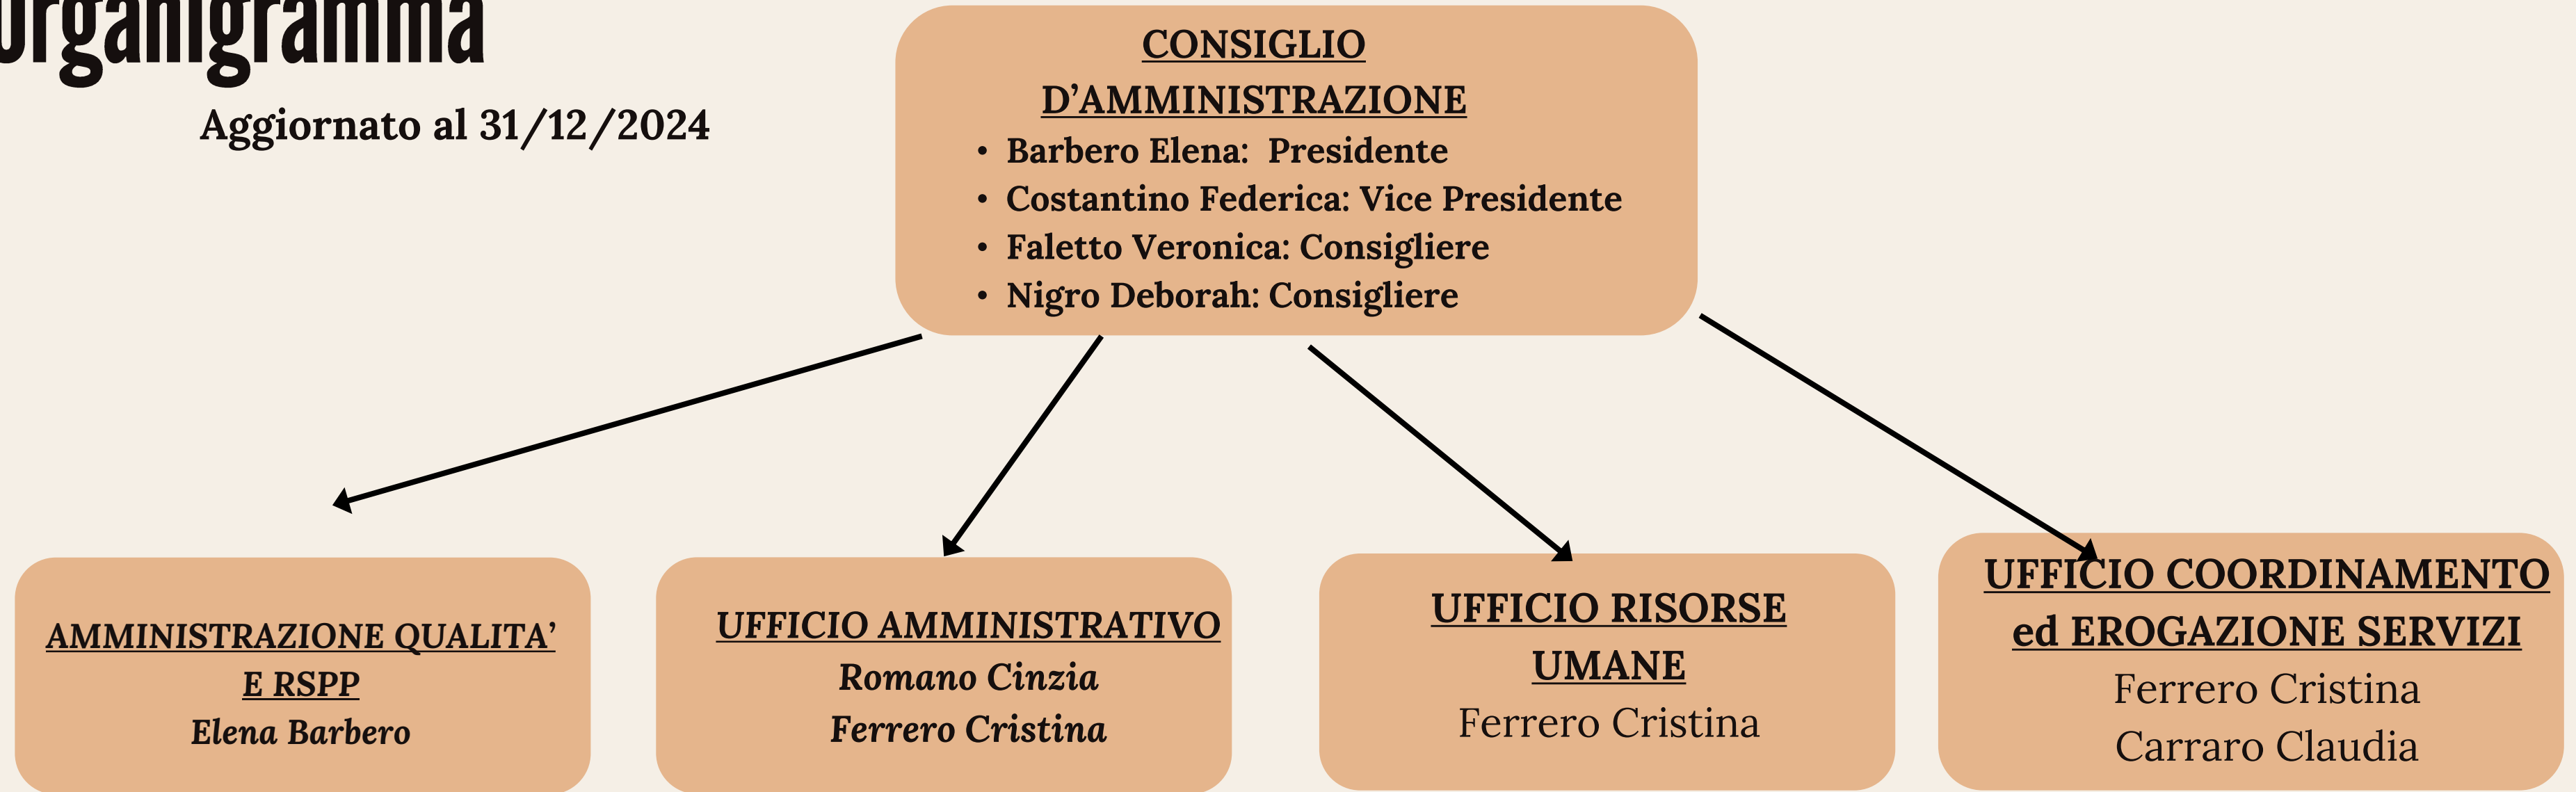 Organigramma
Aggiornato al 31/12/2024
CONSIGLIO
D’AMMINISTRAZIONE
• Barbero Elena:  Presidente
• Costantino Federica: Vice Presidente
• Faletto Veronica: Consigliere
• Nigro Deborah: Consigliere
AMMINISTRAZIONE QUALITA’
E RSPP
Elena Barbero
UFFICIO AMMINISTRATIVO
Romano Cinzia
Ferrero Cristina
UFFICIO RISORSE
UMANE
Ferrero Cristina
UFFICIO COORDINAMENTO
ed EROGAZIONE SERVIZI
Ferrero Cristina
Carraro Claudia